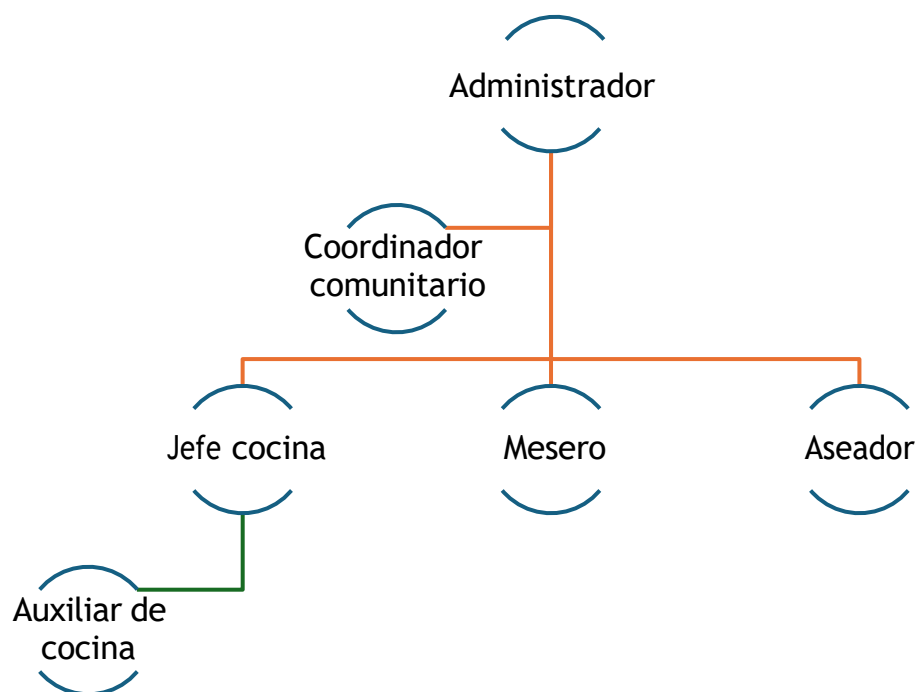 Administrador
Coordinador
comunitario
Jefe cocina
Mesero
Aseador
Auxiliar de
cocina